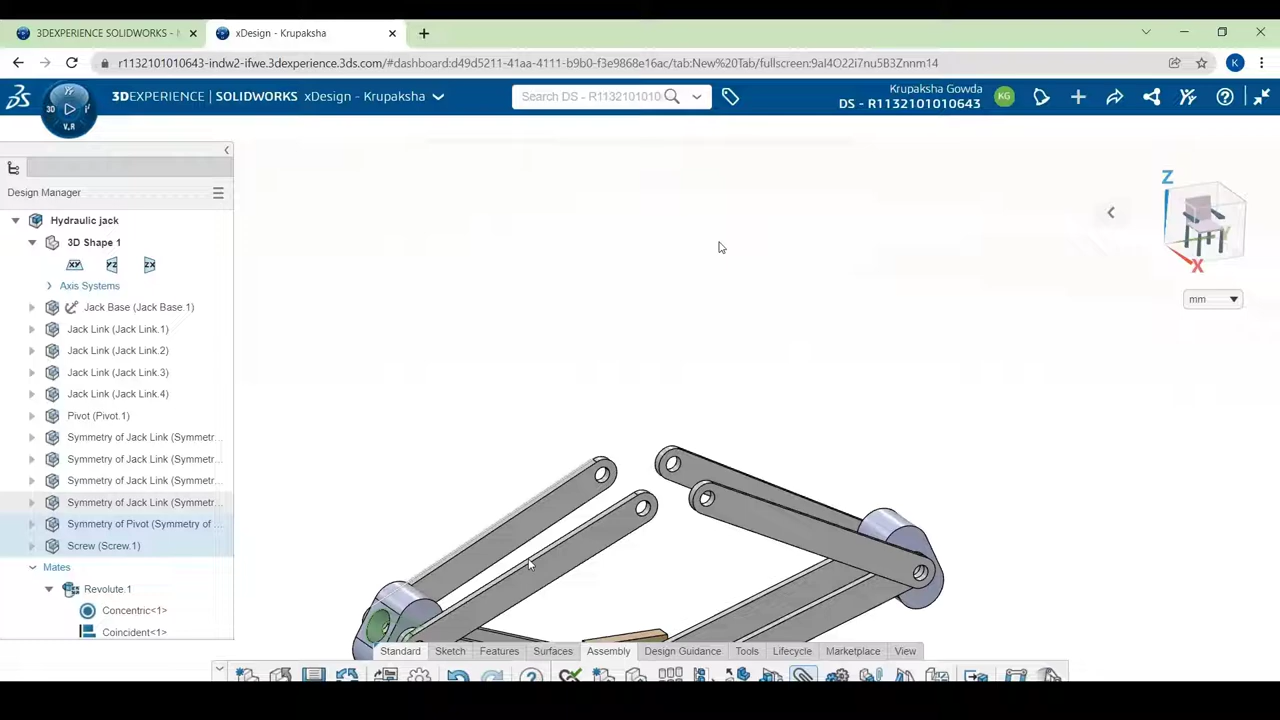 3DEXPERIENCE SOLIDWORKS -
xDesign - Krupaksha
r1132101010643-indw2-ifwe.3dexperience.3ds.com/#dashboard:d49d5211-41aa-4111-b9b0-f3e9868e16ac/tab:New%20Tab/fullscreen:9aI4O22i7nu5B3Znnm14
K
3DEXPERIENCE | SOLIDWORKS xDesign - Krupaksha
Search DS - R1132101010
Krupaksha Gowda
DS - R1132101010643
KG
3D
V.R
Design Manager
Hydraulic jack
3D Shape 1
XY YZ ZX
Axis Systems
Jack Base (Jack Base.1)
Jack Link (Jack Link.1)
Jack Link (Jack Link.2)
Jack Link (Jack Link.3)
Jack Link (Jack Link.4)
Pivot (Pivot.1)
Symmetry of Jack Link (Symmetr...
Symmetry of Jack Link (Symmetr...
Symmetry of Jack Link (Symmetr...
Symmetry of Jack Link (Symmetr...
Symmetry of Pivot (Symmetry of ...
Screw (Screw.1)
Mates
Revolute.1
Concentric<1>
Coincident<1>
Z
Y
X
mm
Standard Sketch Features Surfaces Assembly Design Guidance Tools Lifecycle Marketplace View